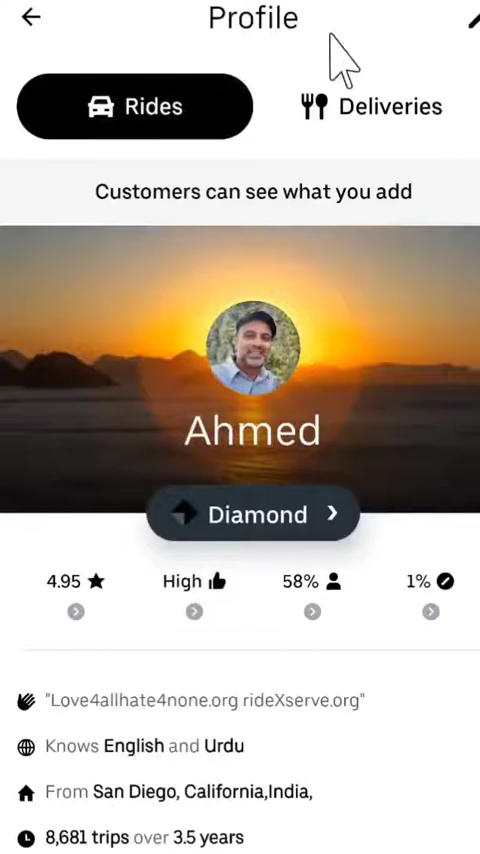 Profile
Rides
Deliveries
Customers can see what you add
Ahmed
Diamond
4.95
High
58%
1%
"Love4allhate4none.org rideXserve.org"
Knows English and Urdu
From San Diego, California,India,
8,681 trips over 3.5 years